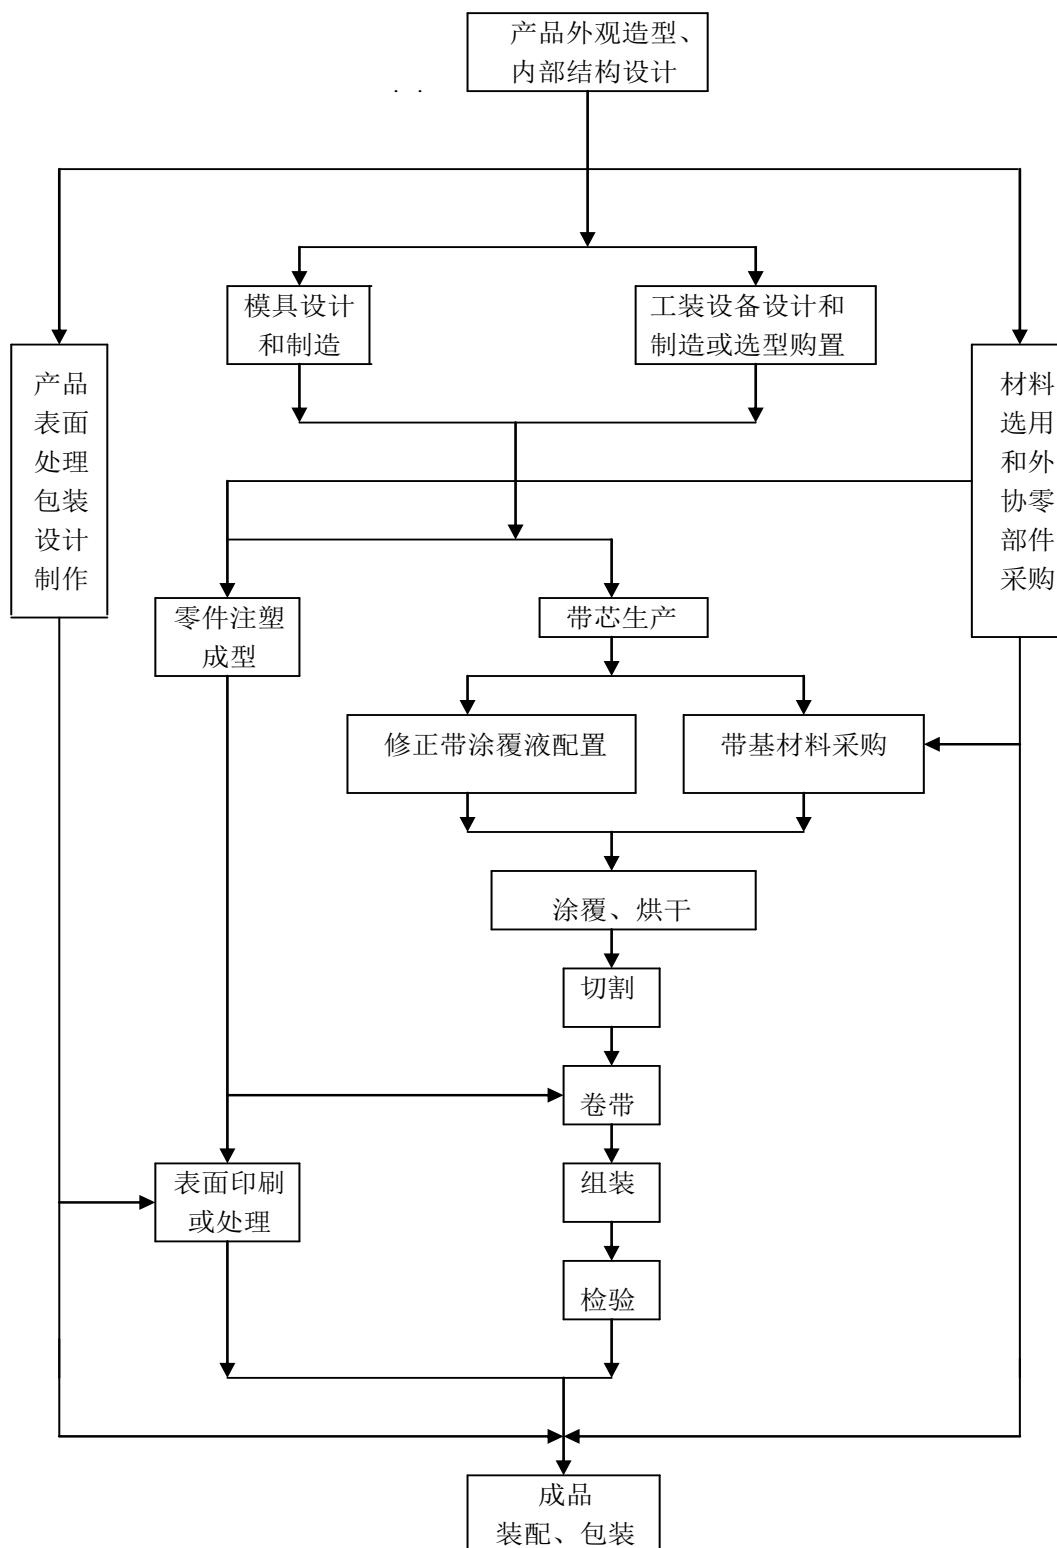 产品外观造型、
内部结构设计
模具设计
和制造
工装设备设计和
制造或选型购置
产品
表面
处理
包装
设计
制作
材料
选用
和外
协零
部件
采购
零件注塑
成型
带芯生产
修正带涂覆液配置
带基材料采购
涂覆、烘干
切割
卷带
表面印刷
或处理
组装
检验
成品
装配、包装